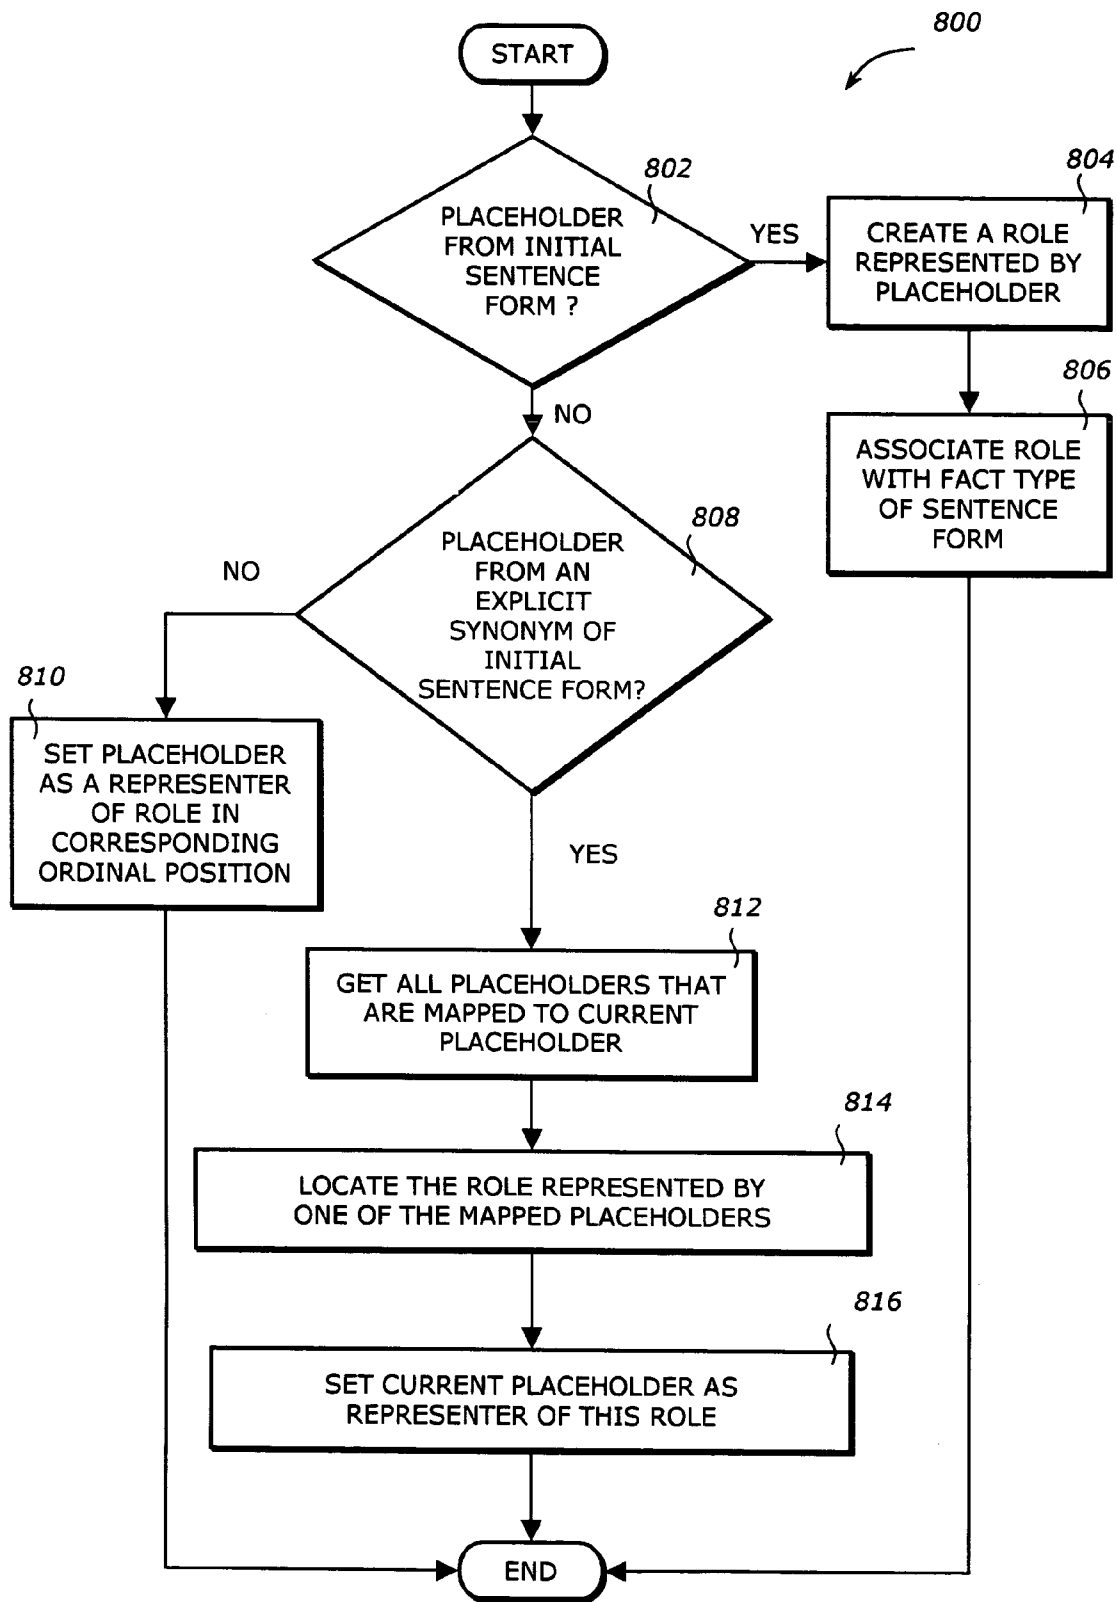 800
START
802
PLACEHOLDER
FROM INITIAL
SENTENCE
FORM ?
YES
804
CREATE A ROLE
REPRESENTED BY
PLACEHOLDER
806
ASSOCIATE ROLE
WITH FACT TYPE
OF SENTENCE
FORM
NO
808
PLACEHOLDER
FROM AN
EXPLICIT
SYNONYM OF
INITIAL
SENTENCE FORM?
NO
810
SET PLACEHOLDER
AS A REPRESENTER
OF ROLE IN
CORRESPONDING
ORDINAL POSITION
YES
812
GET ALL PLACEHOLDERS THAT
ARE MAPPED TO CURRENT
PLACEHOLDER
814
LOCATE THE ROLE REPRESENTED BY
ONE OF THE MAPPED PLACEHOLDERS
816
SET CURRENT PLACEHOLDER AS
REPRESENTER OF THIS ROLE
END